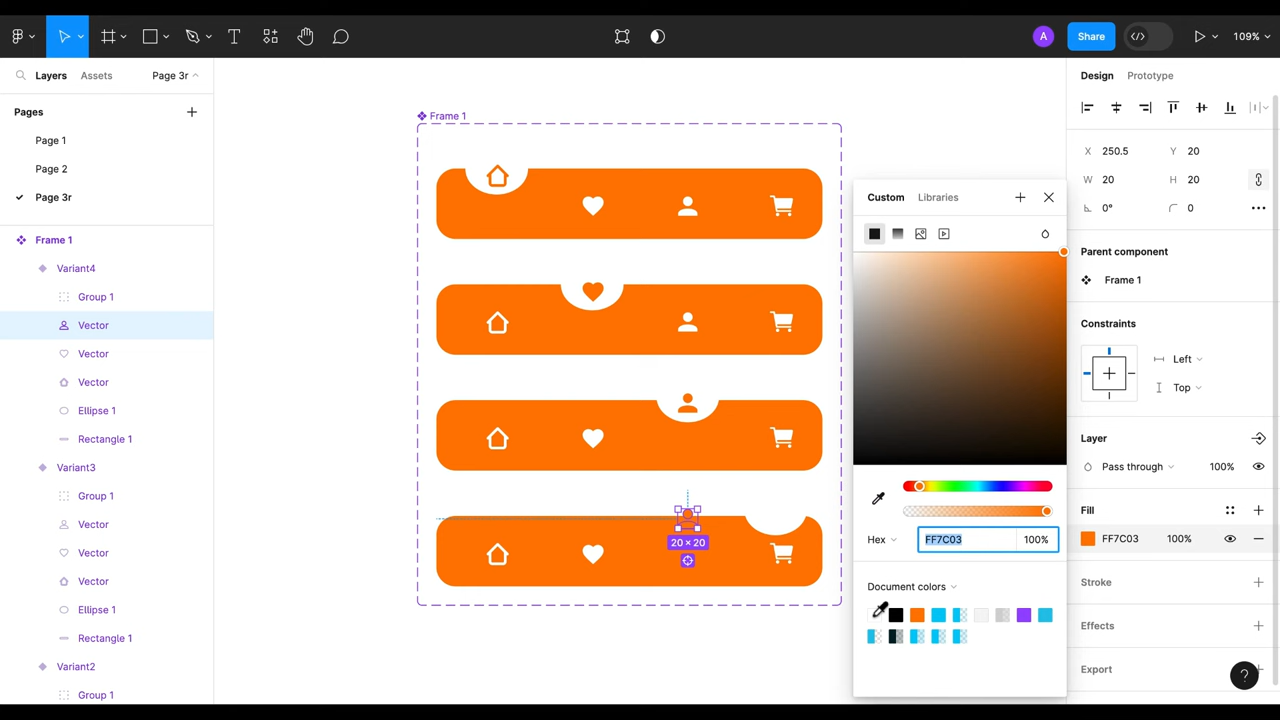 A
Share
109%
Layers
Assets
Page 3r
Pages
Page 1
Page 2
Page 3r
Frame 1
Variant4
Group 1
Vector
Vector
Vector
Ellipse 1
Rectangle 1
Variant3
Group 1
Vector
Vector
Vector
Ellipse 1
Rectangle 1
Variant2
Group 1
Frame 1
20 × 20
Custom
Libraries
Hex
FF7C03
100%
Document colors
Design
Prototype
X 250.5 Y 20
W 20 H 20
0° 0
Parent component
Frame 1
Constraints
Left
Top
Layer
Pass through 100%
Fill
FF7C03 100%
Stroke
Effects
Export
?